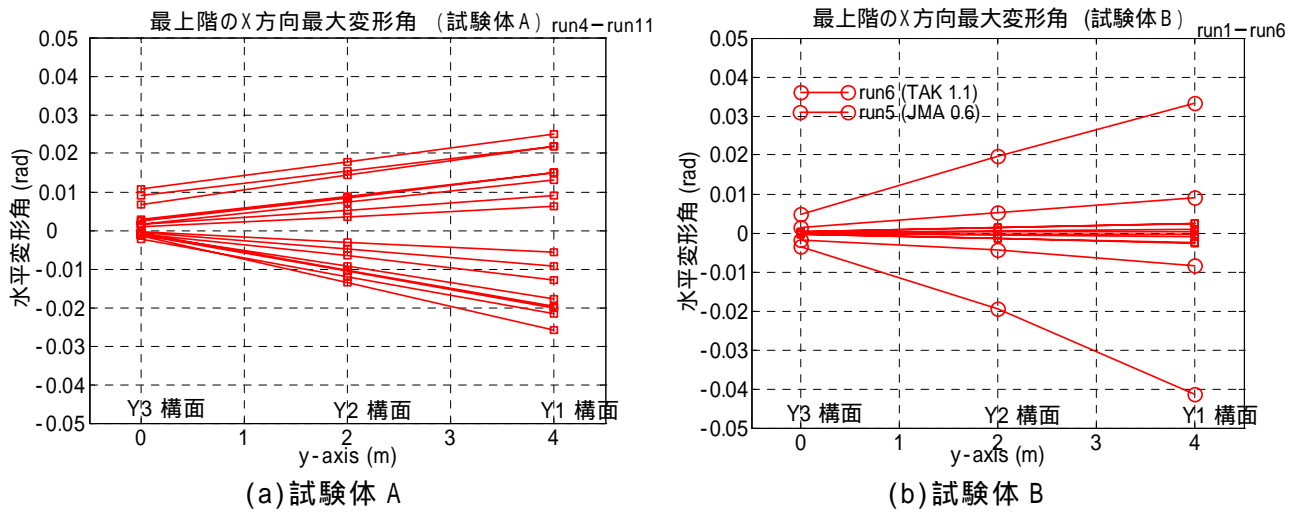 最上階のX方向最大変形角 (試験体A) run4-run11
0.05
0.04
0.03
0.02
0.01
0
-0.01
-0.02
-0.03
-0.04
-0.05
水平変形角 (rad)
Y3 構面 Y2 構面 Y1 構面
0 1 2 3 4
y-axis (m)
(a)試験体 A
最上階のX方向最大変形角 (試験体B) run1-run6
0.05
0.04
0.03
0.02
0.01
0
-0.01
-0.02
-0.03
-0.04
-0.05
水平変形角 (rad)
run6 (TAK 1.1)
run5 (JMA 0.6)
Y3 構面 Y2 構面 Y1 構面
0 1 2 3 4
y-axis (m)
(b)試験体 B